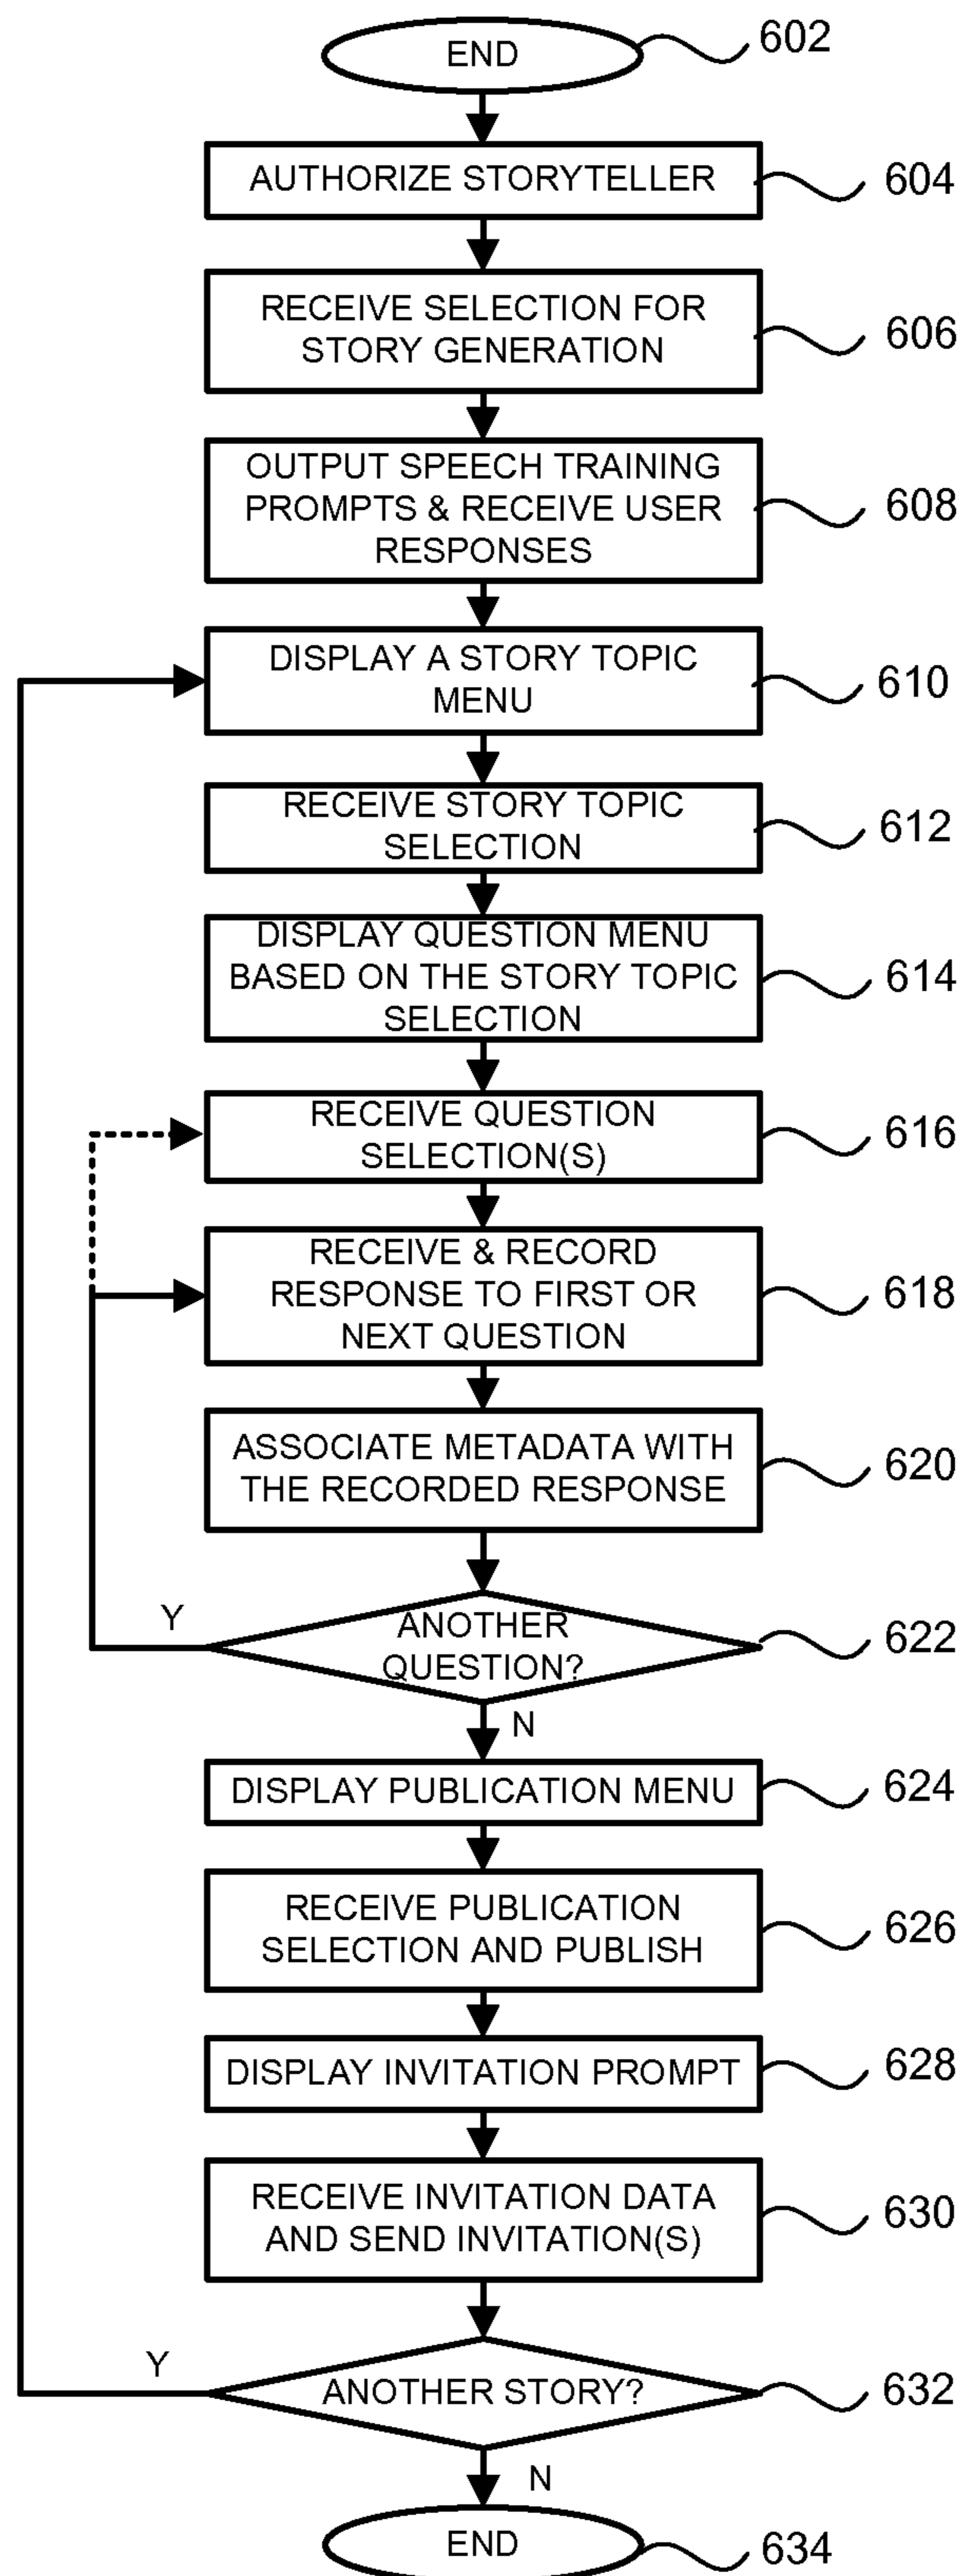 END
602
AUTHORIZE STORYTELLER
604
RECEIVE SELECTION FOR
STORY GENERATION
606
OUTPUT SPEECH TRAINING
PROMPTS & RECEIVE USER
RESPONSES
608
DISPLAY A STORY TOPIC
MENU
610
RECEIVE STORY TOPIC
SELECTION
612
DISPLAY QUESTION MENU
BASED ON THE STORY TOPIC
SELECTION
614
RECEIVE QUESTION
SELECTION(S)
616
RECEIVE & RECORD
RESPONSE TO FIRST OR
NEXT QUESTION
618
ASSOCIATE METADATA WITH
THE RECORDED RESPONSE
620
Y
ANOTHER
QUESTION?
622
N
DISPLAY PUBLICATION MENU
624
RECEIVE PUBLICATION
SELECTION AND PUBLISH
626
DISPLAY INVITATION PROMPT
628
RECEIVE INVITATION DATA
AND SEND INVITATION(S)
630
Y
ANOTHER STORY?
632
N
END
634